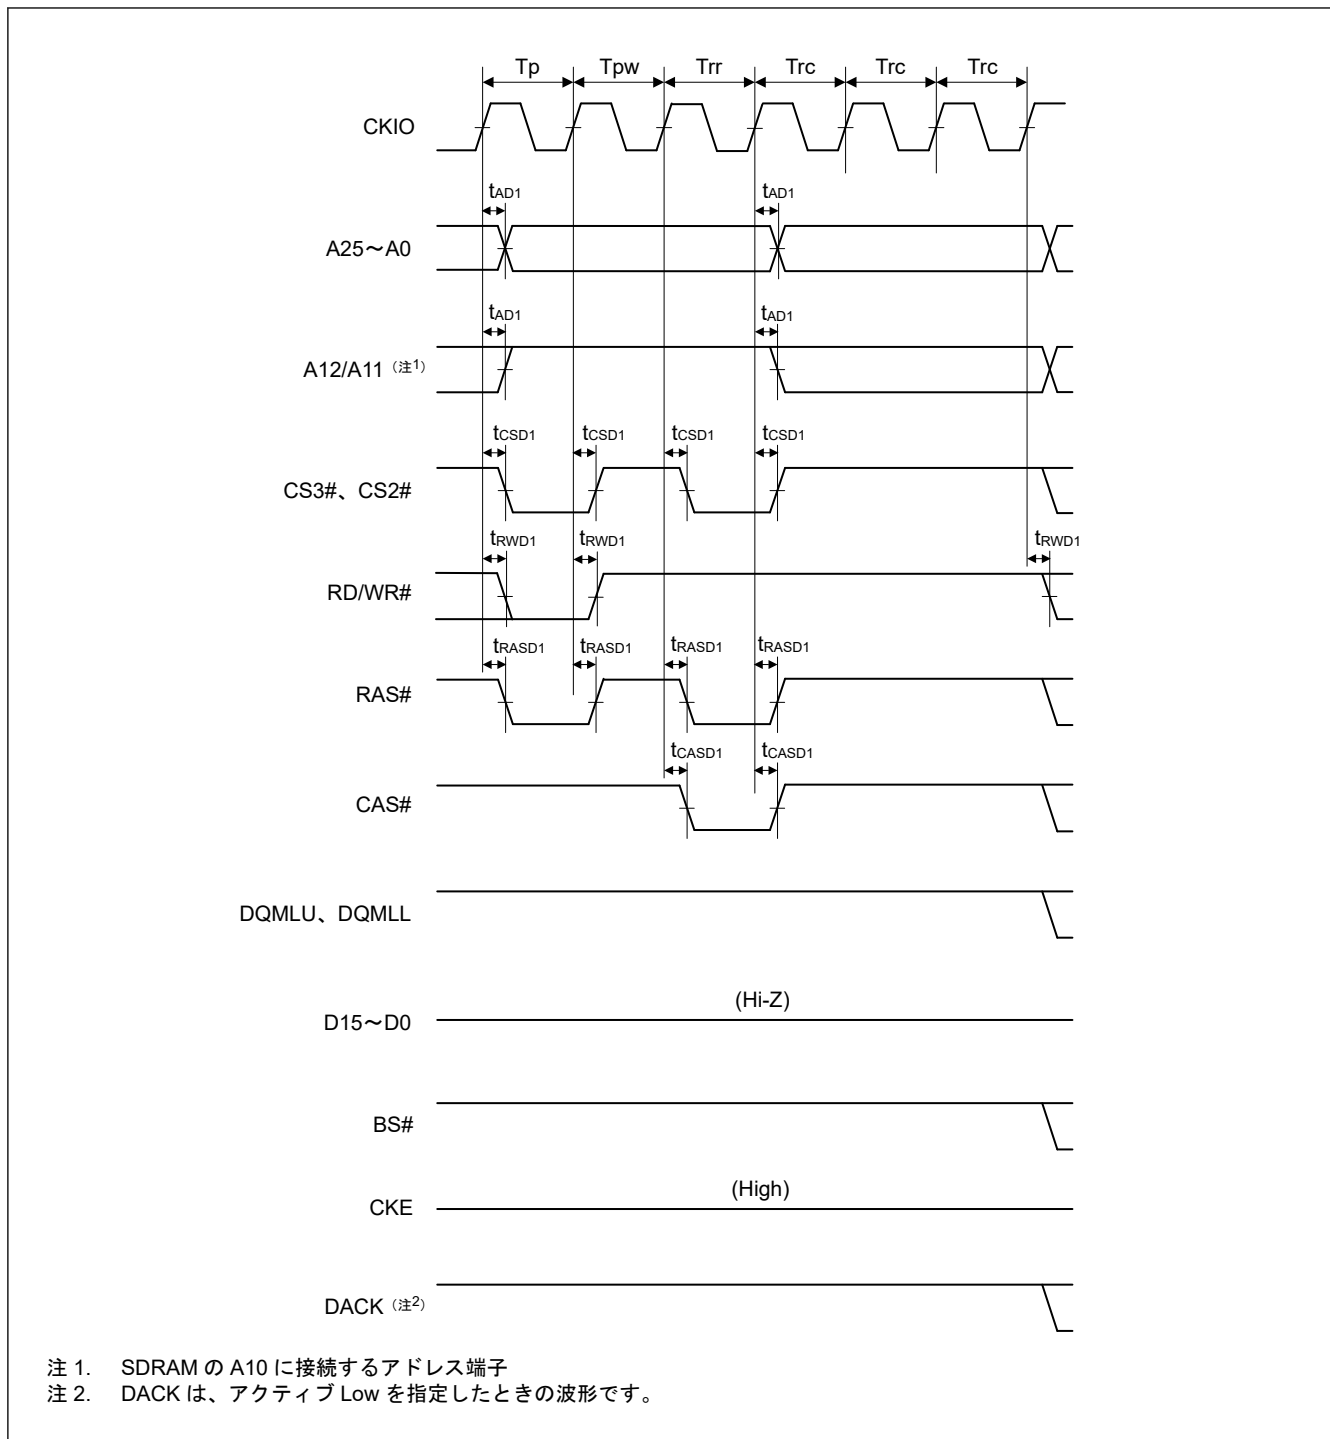 Tp Tpw Trr Trc Trc Trc
CKIO
tAD1 tAD1
A25～A0
tAD1 tAD1
A12/A11（注1）
tCSD1 tCSD1 tCSD1 tCSD1
CS3#、CS2#
tRWD1 tRWD1 tRWD1
RD/WR#
tRASD1 tRASD1 tRASD1 tRASD1
RAS#
tCASD1 tCASD1
CAS#
DQMLU、DQMLL
(Hi-Z)
D15～D0
BS#
(High)
CKE
DACK（注2）
注 1. SDRAM の A10 に接続するアドレス端子
注 2. DACK は、アクティブ Low を指定したときの波形です。